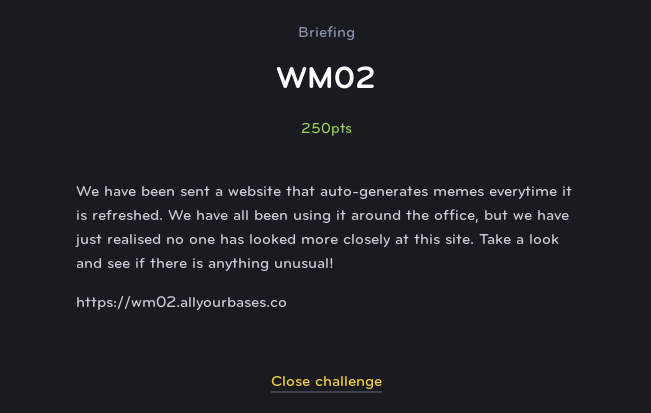 Briefing
WM02
250pts
We have been sent a website that auto-generates memes everytime it
is refreshed. We have all been using it around the office, but we have
just realised no one has looked more closely at this site. Take a look
and see if there is anything unusual!
https://wm02.allyourbases.co
Close challenge